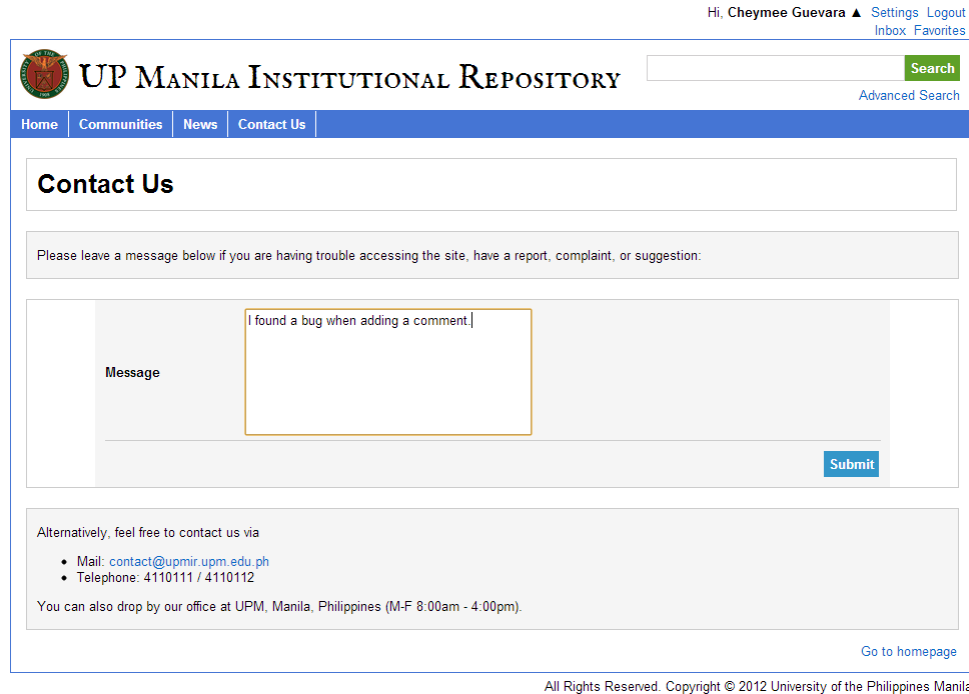 Hi, Cheymee Guevara ▲ Settings Logout
Inbox Favorites
UP MANILA INSTITUTIONAL REPOSITORY
Search
Advanced Search
Home Communities News Contact Us
Contact Us
Please leave a message below if you are having trouble accessing the site, have a report, complaint, or suggestion:
I found a bug when adding a comment.
Message
Submit
Alternatively, feel free to contact us via
• Mail: contact@upmir.upm.edu.ph
• Telephone: 4110111 / 4110112
You can also drop by our office at UPM, Manila, Philippines (M-F 8:00am - 4:00pm).
Go to homepage
All Rights Reserved. Copyright © 2012 University of the Philippines Manila